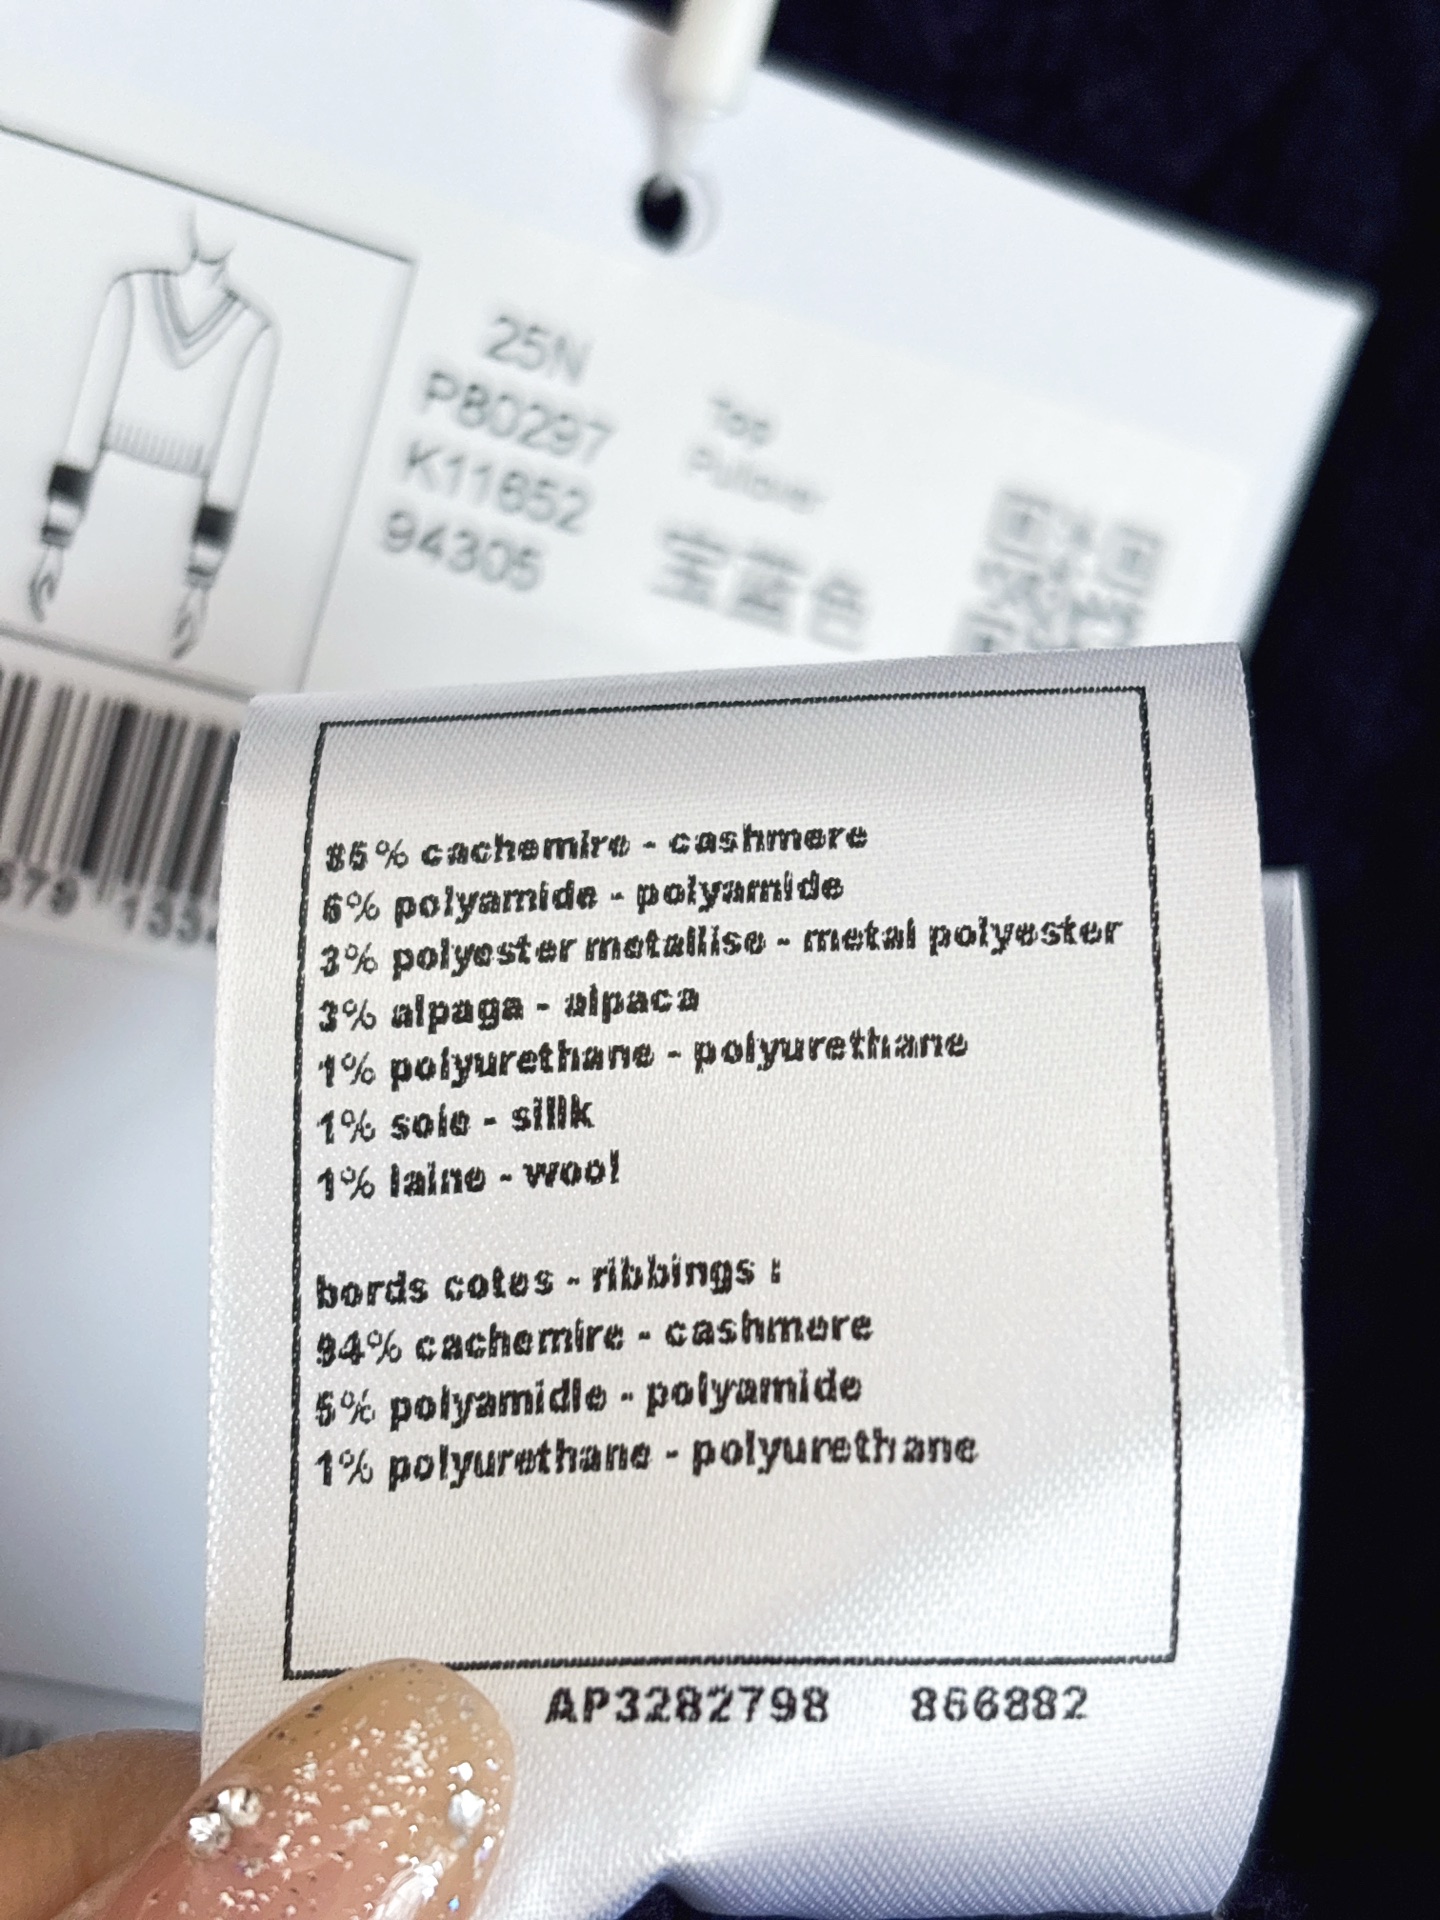 25N
P80297
K11652
94305
Top
Pullover
宝蓝色
85% cachemire - cashmere
6% polyamide - polyamide
3% polyester metallise - metal polyester
3% alpaga - alpaca
1% polyurethane - polyurethane
1% soie - sillk
1% laine - wool
bords cotes - ribbings :
94% cachemire - cashmere
5% polyamidle - polyamide
1% polyurethane - polyurethane
AP3282798 866882